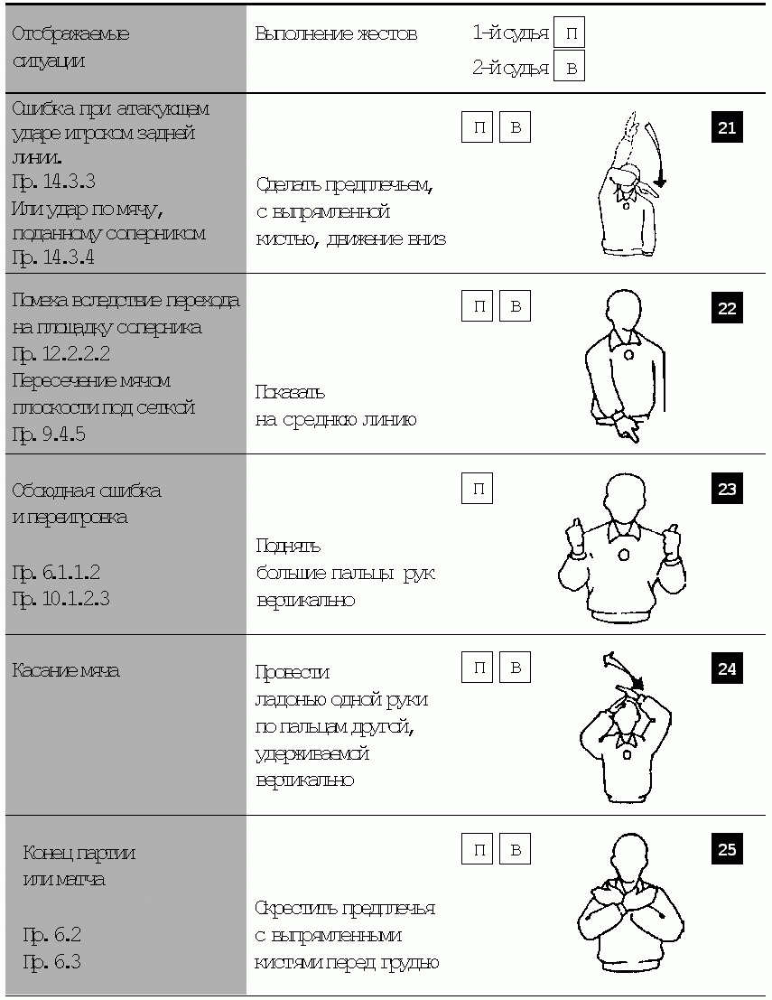 Отображаемые
ситуации
Выполнение жестов
1-й судья П
2-й судья В
Ошибка при атакующем
ударе игроком задней
линии.
Пр. 14.3.3
Или удар по мячу,
поданному соперником
Пр. 14.3.4
Сделать предплечьем,
с выпрямленной
кистью, движение вниз
П В
21
Помеха вследствие перехода
на площадку соперника
Пр. 12.2.2.2
Пересечение мячом
плоскости под сеткой
Пр. 9.4.5
Показать
на среднюю линию
П В
22
Обоюдная ошибка
и переигровка
Пр. 6.1.1.2
Пр. 10.1.2.3
Поднять
большие пальцы рук
вертикально
П
23
Касание мяча
Провести
ладонью одной руки
по пальцам другой,
удерживаемой
вертикально
П В
24
Конец партии
или матча
Пр. 6.2
Пр. 6.3
Скрестить предплечья
с выпрямленными
кистями перед грудью
П В
25